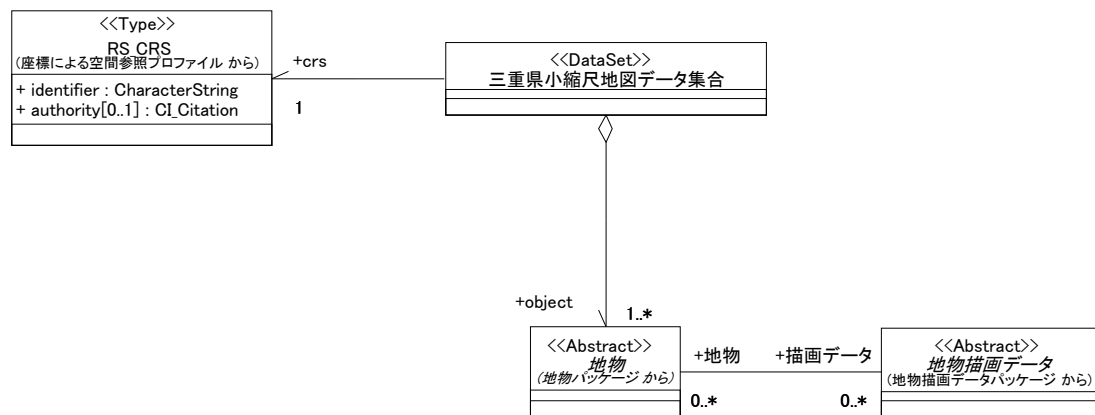 <<Type>>
RS_CRS
(座標による空間参照プロファイル から)
+ identifier : CharacterString
+ authority[0..1] : CI_Citation
+crs
1
<<DataSet>>
三重県小縮尺地図データ集合
+object
1..*
<<Abstract>>
地物
(地物パッケージ から)
+地物
0..*
+描画データ
0..*
<<Abstract>>
地物描画データ
(地物描画データパッケージ から)